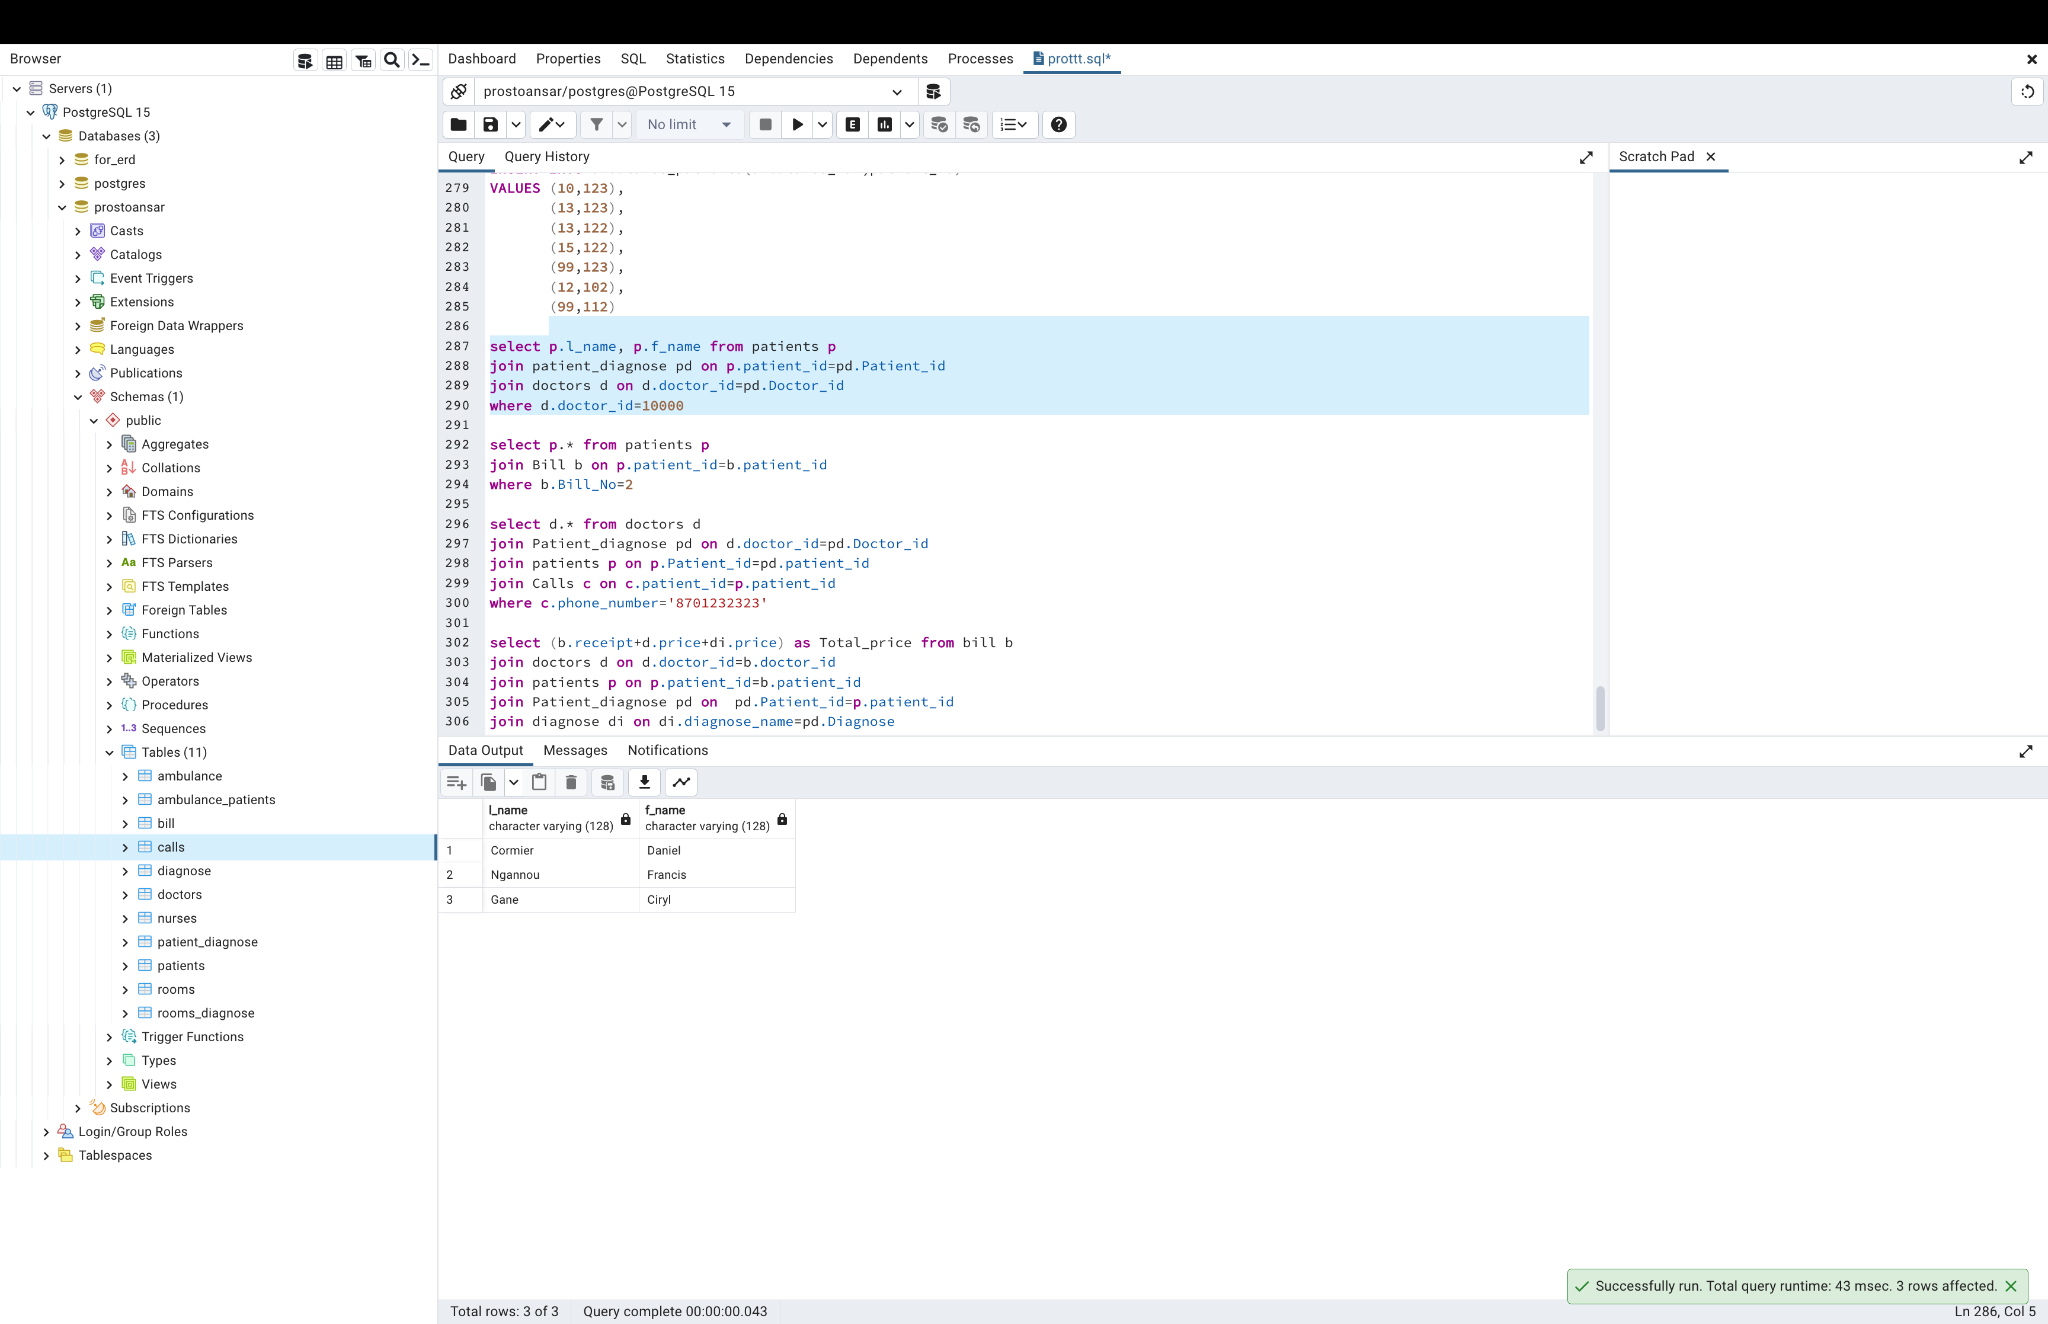 Browser
Dashboard Properties SQL Statistics Dependencies Dependents Processes prottt.sql*
Servers (1)
PostgreSQL 15
Databases (3)
for_erd
postgres
prostoansar
Casts
Catalogs
Event Triggers
Extensions
Foreign Data Wrappers
Languages
Publications
Schemas (1)
public
Aggregates
Collations
Domains
FTS Configurations
FTS Dictionaries
Aa FTS Parsers
FTS Templates
Foreign Tables
Functions
Materialized Views
Operators
Procedures
1..3 Sequences
Tables (11)
ambulance
ambulance_patients
bill
calls
diagnose
doctors
nurses
patient_diagnose
patients
rooms
rooms_diagnose
Trigger Functions
Types
Views
Subscriptions
Login/Group Roles
Tablespaces
prostoansar/postgres@PostgreSQL 15
No limit E
Query Query History
Scratch Pad
279 VALUES (10,123),
280 (13,123),
281 (13,122),
282 (15,122),
283 (99,123),
284 (12,102),
285 (99,112)
286
287 select p.l_name, p.f_name from patients p
288 join patient_diagnose pd on p.patient_id=pd.Patient_id
289 join doctors d on d.doctor_id=pd.Doctor_id
290 where d.doctor_id=10000
291
292 select p.* from patients p
293 join Bill b on p.patient_id=b.patient_id
294 where b.Bill_No=2
295
296 select d.* from doctors d
297 join Patient_diagnose pd on d.doctor_id=pd.Doctor_id
298 join patients p on p.Patient_id=pd.patient_id
299 join Calls c on c.patient_id=p.patient_id
300 where c.phone_number='8701232323'
301
302 select (b.receipt+d.price+di.price) as Total_price from bill b
303 join doctors d on d.doctor_id=b.doctor_id
304 join patients p on p.patient_id=b.patient_id
305 join Patient_diagnose pd on  pd.Patient_id=p.patient_id
306 join diagnose di on di.diagnose_name=pd.Diagnose
Data Output Messages Notifications
l_name f_name
character varying (128) character varying (128)
1 Cormier Daniel
2 Ngannou Francis
3 Gane Ciryl
Successfully run. Total query runtime: 43 msec. 3 rows affected.
Total rows: 3 of 3 Query complete 00:00:00.043 Ln 286, Col 5